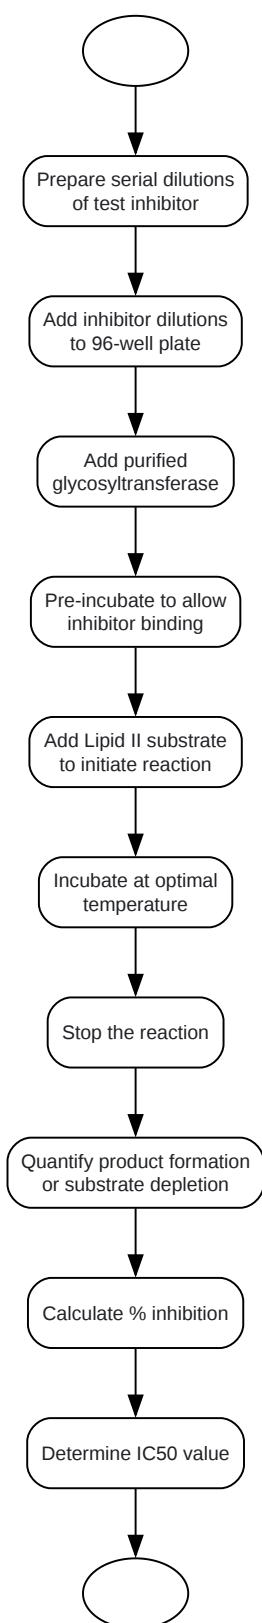 Prepare serial dilutions
of test inhibitor
Add inhibitor dilutions
to 96-well plate
Add purified
glycosyltransferase
Pre-incubate to allow
inhibitor binding
Add Lipid II substrate
to initiate reaction
Incubate at optimal
temperature
Stop the reaction
Quantify product formation
or substrate depletion
Calculate % inhibition
Determine IC50 value